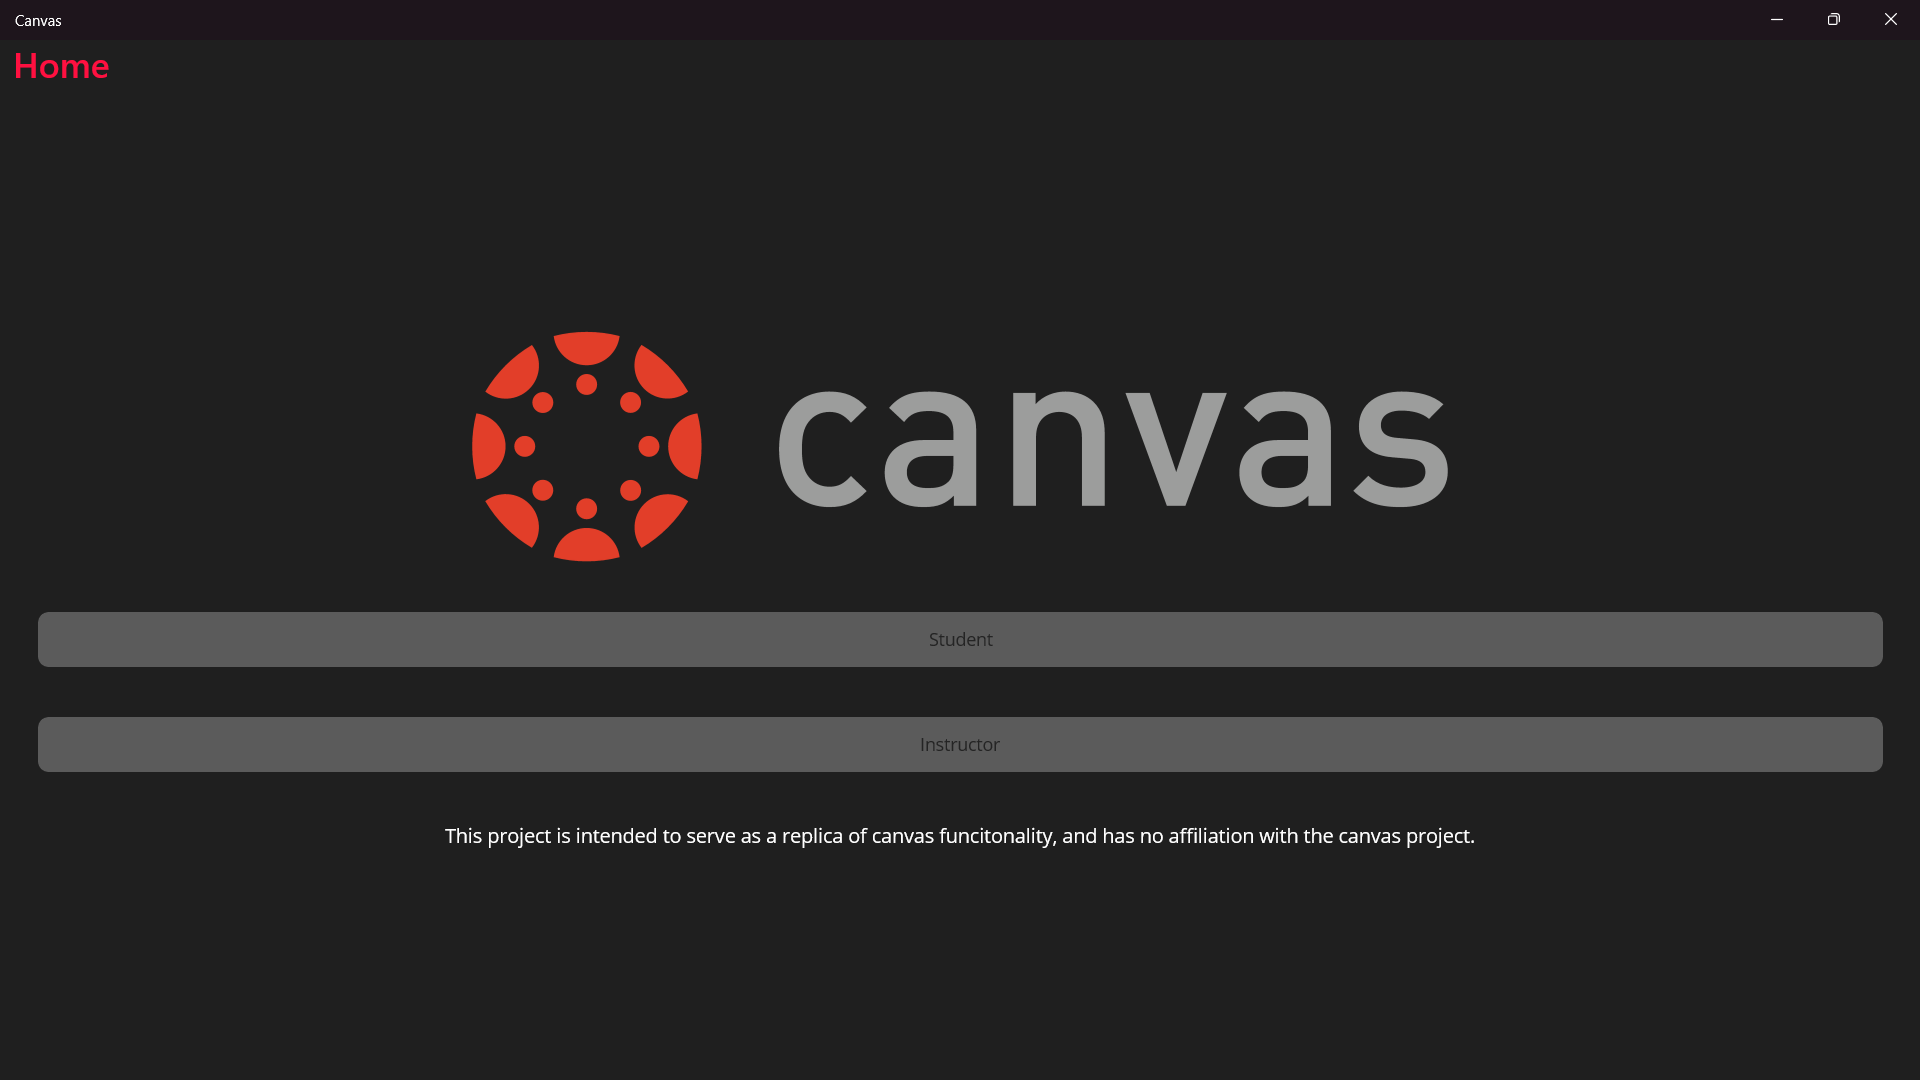 Canvas
Home
canvas
Student
Instructor
This project is intended to serve as a replica of canvas funcitonality, and has no affiliation with the canvas project.